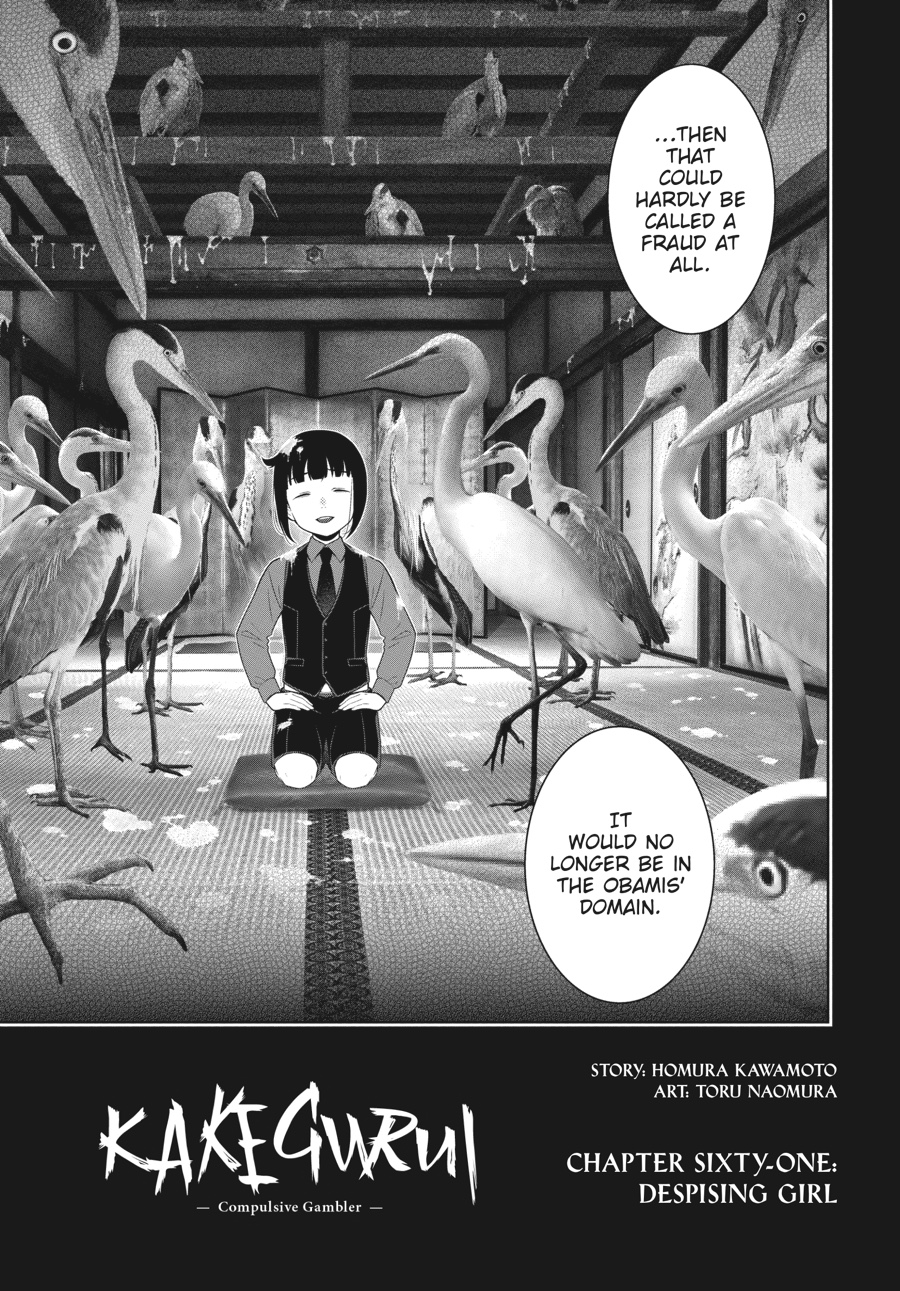 ...THEN
THAT
COULD
HARDLY BE
CALLED A
FRAUD AT
ALL.
IT
WOULD NO
LONGER BE IN
THE OBAMIS'
DOMAIN.
STORY: HOMURA KAWAMOTO
ART: TORU NAOMURA
KAKEGURUI
— Compulsive Gambler —
CHAPTER SIXTY-ONE:
DESPISING GIRL